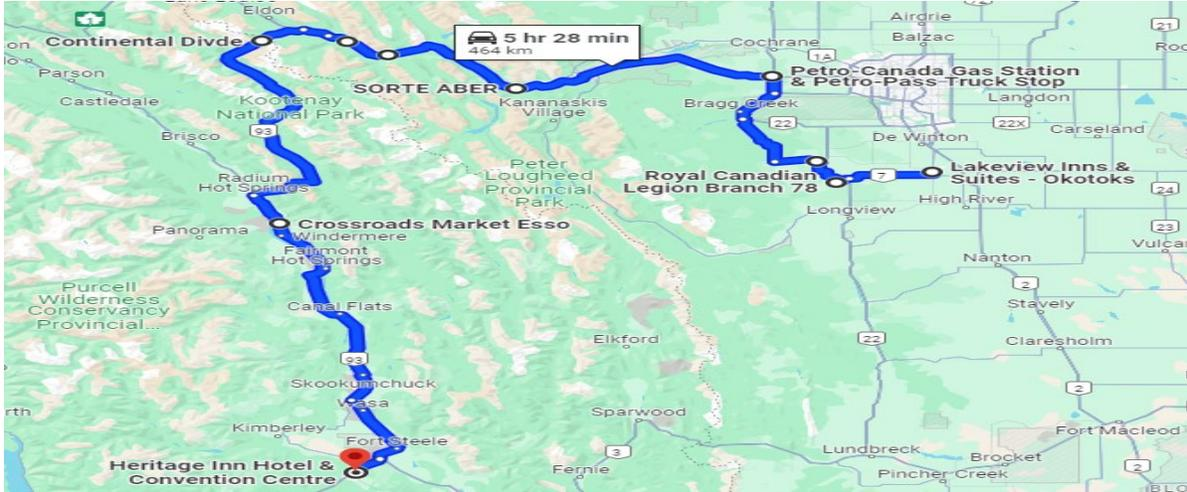 Eldon
Airdrie
Balzac
21
5 hr 28 min
464 km
Continental Divde
Cochrane
1A
Parson
Petro-Canada Gas Station
& Petro-Pass Truck Stop
SORTE ABER
Castledale
Kootenay
National Park
Kananaskis
Village
Bragg Creek
Langdon
22
22X
Carseland
93
Brisco
De Winton
Peter
Lougheed
Provincial
Park
Royal Canadian
Legion Branch 78
7
Lakeview Inns &
Suites - Okotoks
24
Radium
Hot Springs
High River
Longview
Crossroads Market Esso
Panorama
Windermere
23
Fairmont
Hot Springs
Vulcan
Nanton
Purcell
Wilderness
Conservancy
Provincial...
2
Canal Flats
Stavely
Elkford
22
Claresholm
93
Skookumchuck
2
Wasa
Sparwood
Kimberley
Fort Steele
Fort Macleod
3
Lundbreck
Heritage Inn Hotel &
Convention Centre
Fernie
Brocket
2
Pincher Creek